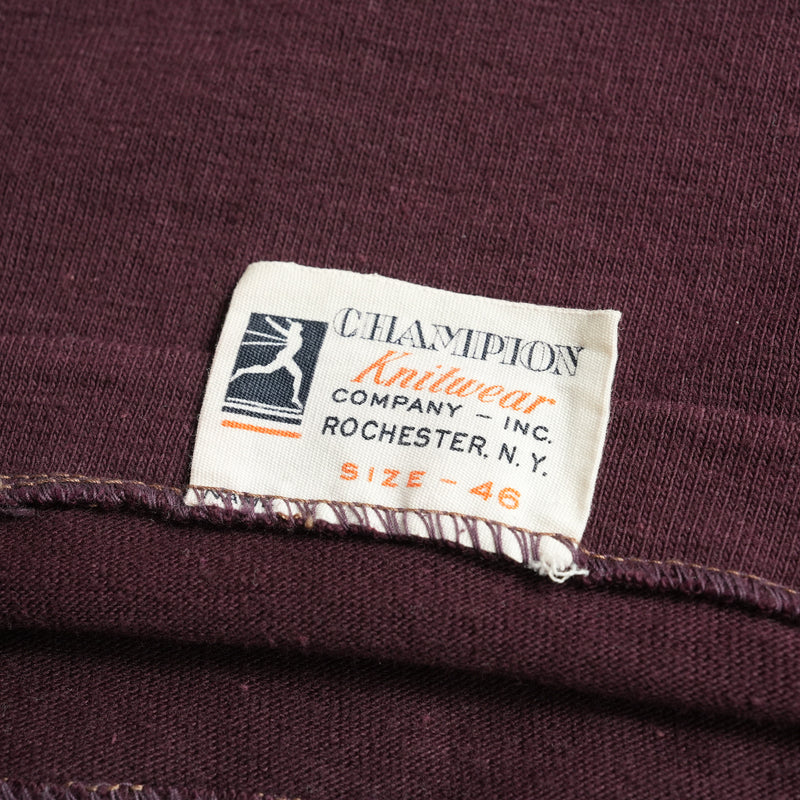 CHAMPION
Knitwear
COMPANY – INC.
ROCHESTER, N. Y.
SIZE – 46